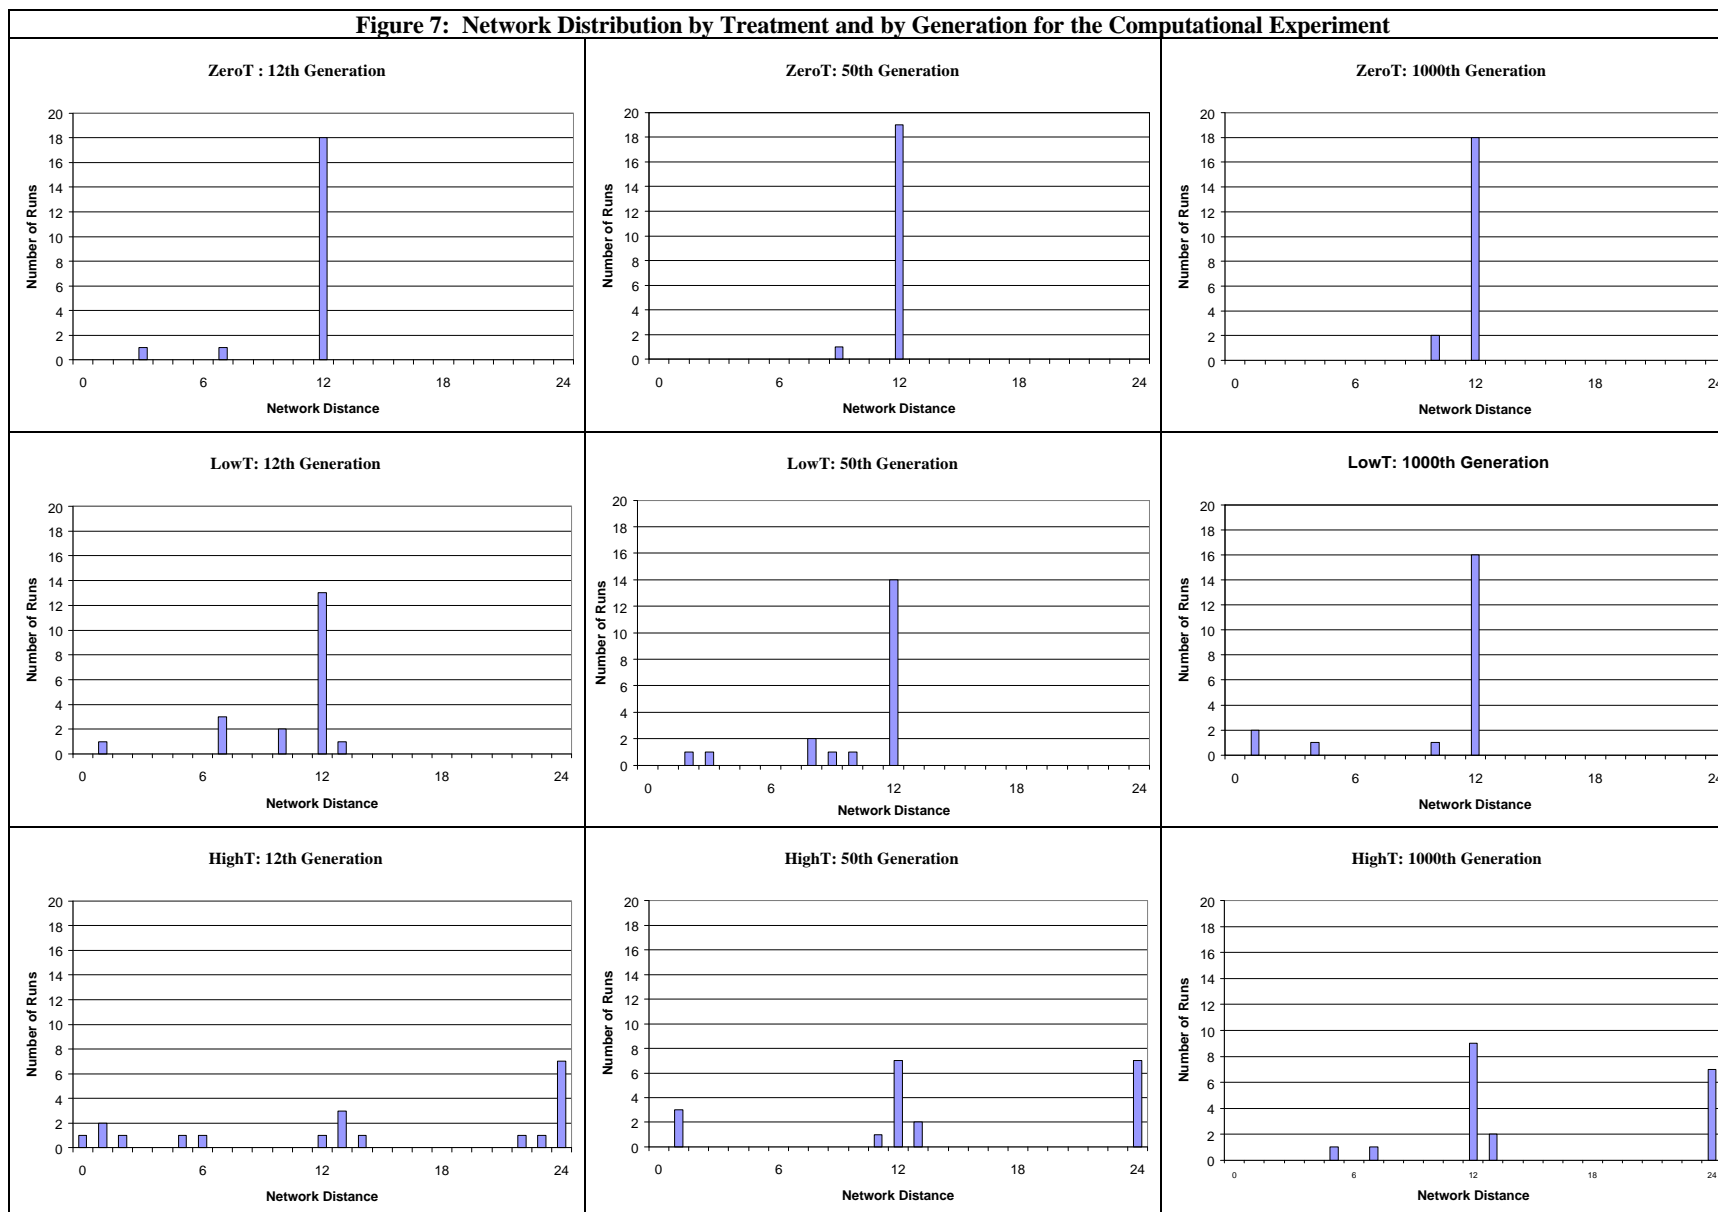 Figure 7: Network Distribution by Treatment and by Generation for the Computational Experiment
ZeroT : 12th Generation
20
18
16
14
12
10
8
6
4
2
0
Number of Runs
0 6 12 18 24
Network Distance
ZeroT: 50th Generation
20
18
16
14
12
10
8
6
4
2
0
Number of Runs
0 6 12 18 24
Network Distance
ZeroT: 1000th Generation
20
18
16
14
12
10
8
6
4
2
0
Number of Runs
0 6 12 18 24
Network Distance
LowT: 12th Generation
20
18
16
14
12
10
8
6
4
2
0
Number of Runs
0 6 12 18 24
Network Distance
LowT: 50th Generation
20
18
16
14
12
10
8
6
4
2
0
Number of Runs
0 6 12 18 24
Network Distance
LowT: 1000th Generation
20
18
16
14
12
10
8
6
4
2
0
Number of Runs
0 6 12 18 24
Network Distance
HighT: 12th Generation
20
18
16
14
12
10
8
6
4
2
0
Number of Runs
0 6 12 18 24
Network Distance
HighT: 50th Generation
20
18
16
14
12
10
8
6
4
2
0
Number of Runs
0 6 12 18 24
Network Distance
HighT: 1000th Generation
20
18
16
14
12
10
8
6
4
2
0
Number of Runs
0 6 12 18 24
Network Distance